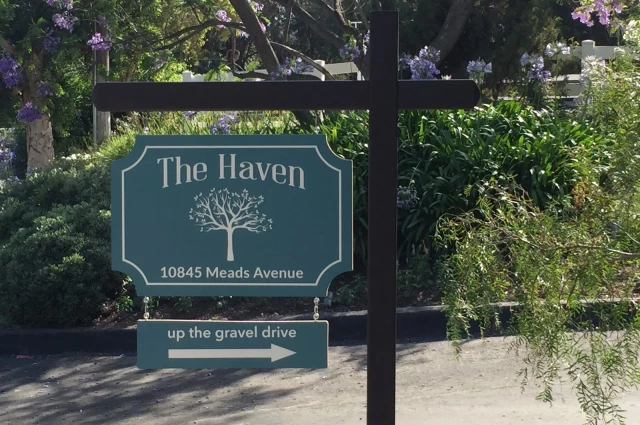 The Haven
10845 Meads Avenue
up the gravel drive